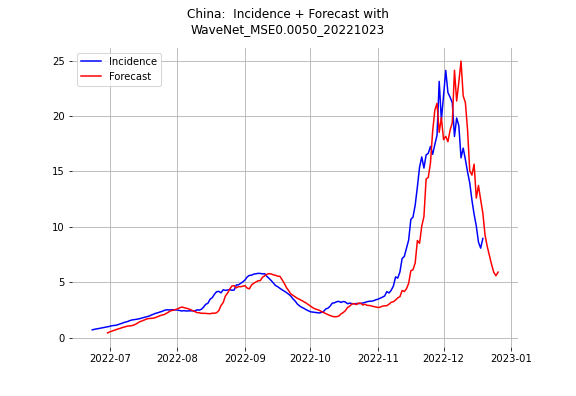 China:  Incidence + Forecast with
WaveNet_MSE0.0050_20221023
Incidence
Forecast
25
20
15
10
5
0
2022-07 2022-08 2022-09 2022-10 2022-11 2022-12 2023-01